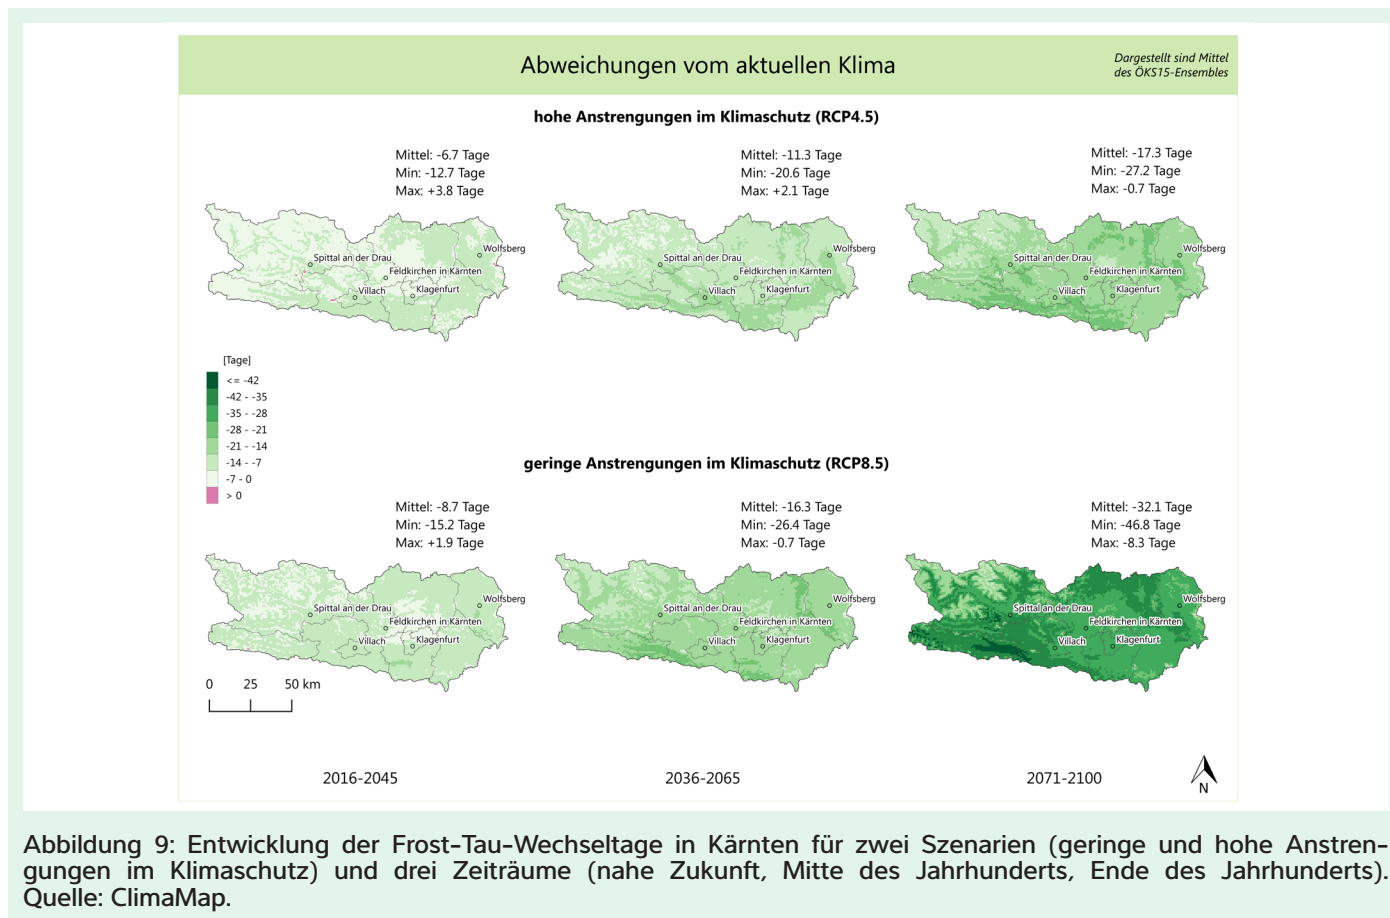 Abweichungen vom aktuellen Klima
Dargestellt sind Mittel
des ÖKS15-Ensembles
hohe Anstrengungen im Klimaschutz (RCP4.5)
Mittel: -6.7 Tage
Min: -12.7 Tage
Max: +3.8 Tage
Wolfsberg
Spittal an der Drau
Feldkirchen in Kärnten
Villach
Klagenfurt
Mittel: -11.3 Tage
Min: -20.6 Tage
Max: +2.1 Tage
Wolfsberg
Spittal an der Drau
Feldkirchen in Kärnten
Villach
Klagenfurt
Mittel: -17.3 Tage
Min: -27.2 Tage
Max: -0.7 Tage
Wolfsberg
Spittal an der Drau
Feldkirchen in Kärnten
Villach
Klagenfurt
[Tage]
<= -42
-42 - -35
-35 - -28
-28 - -21
-21 - -14
-14 - -7
-7 - 0
> 0
geringe Anstrengungen im Klimaschutz (RCP8.5)
Mittel: -8.7 Tage
Min: -15.2 Tage
Max: +1.9 Tage
Wolfsberg
Spittal an der Drau
Feldkirchen in Kärnten
Villach
Klagenfurt
Mittel: -16.3 Tage
Min: -26.4 Tage
Max: -0.7 Tage
Wolfsberg
Spittal an der Drau
Feldkirchen in Kärnten
Villach
Klagenfurt
Mittel: -32.1 Tage
Min: -46.8 Tage
Max: -8.3 Tage
Wolfsberg
Spittal an der Drau
Feldkirchen in Kärnten
Villach
Klagenfurt
0 25 50 km
2016-2045
2036-2065
2071-2100
N
Abbildung 9: Entwicklung der Frost-Tau-Wechseltage in Kärnten für zwei Szenarien (geringe und hohe Anstren-
gungen im Klimaschutz) und drei Zeiträume (nahe Zukunft, Mitte des Jahrhunderts, Ende des Jahrhunderts).
Quelle: ClimaMap.